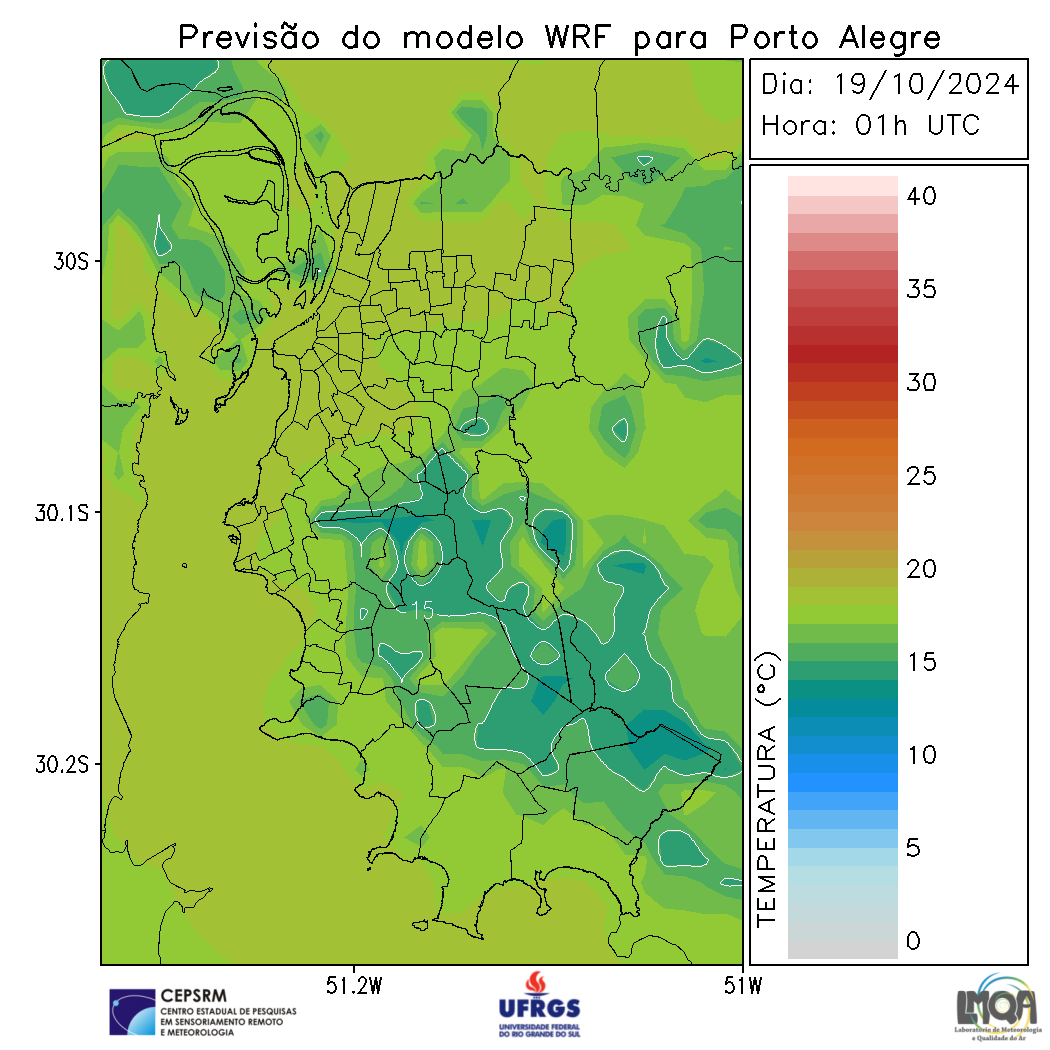 Previsão do modelo WRF para Porto Alegre
Dia: 19/10/2024
Hora: 01h UTC
40
35
30
25
20
15
10
5
0
TEMPERATURA (°C)
30S
30.1S
30.2S
15
51.2W
51W
CEPSRM
CENTRO ESTADUAL DE PESQUISAS
EM SENSORIAMENTO REMOTO
E METEOROLOGIA
UFRGS
UNIVERSIDADE FEDERAL
DO RIO GRANDE DO SUL
LMQA
Laboratório de Meteorologia
e Qualidade do Ar